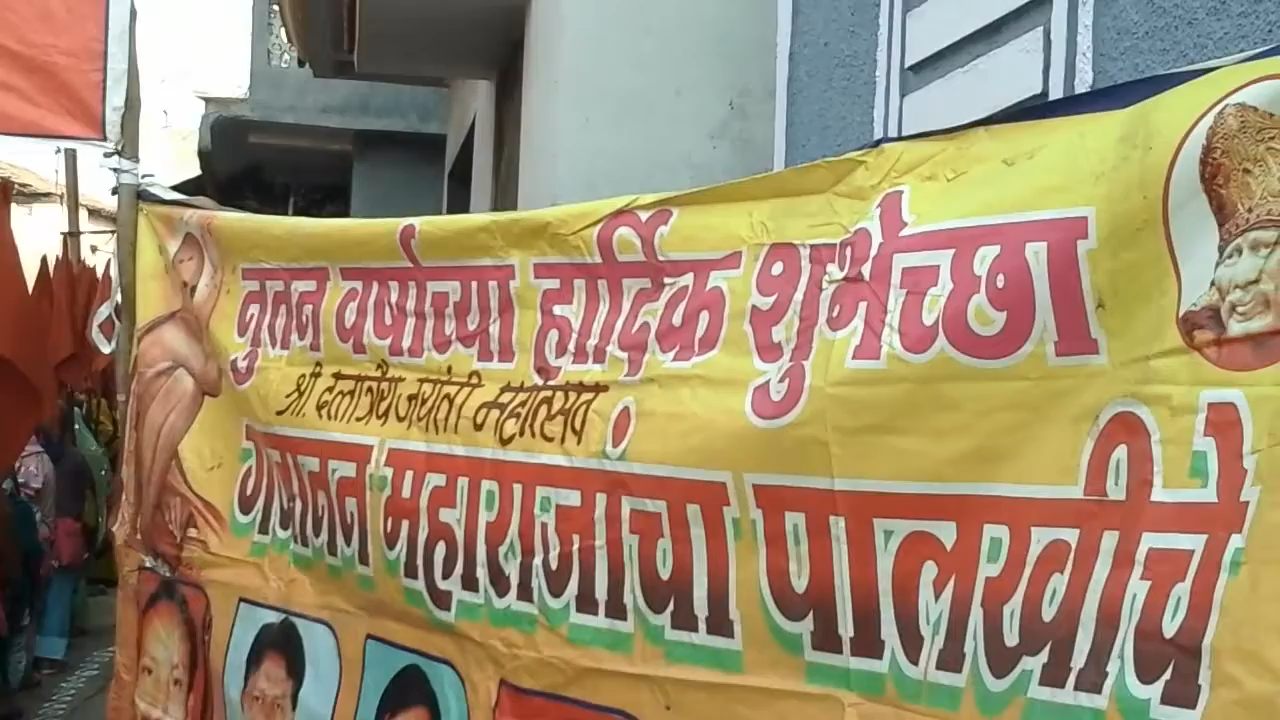 नुतन वर्षाच्या हार्दिक शुभेच्छा
श्री. दत्तात्रेय जयंती महोत्सव
गजानन महाराजांचा पालखीचे